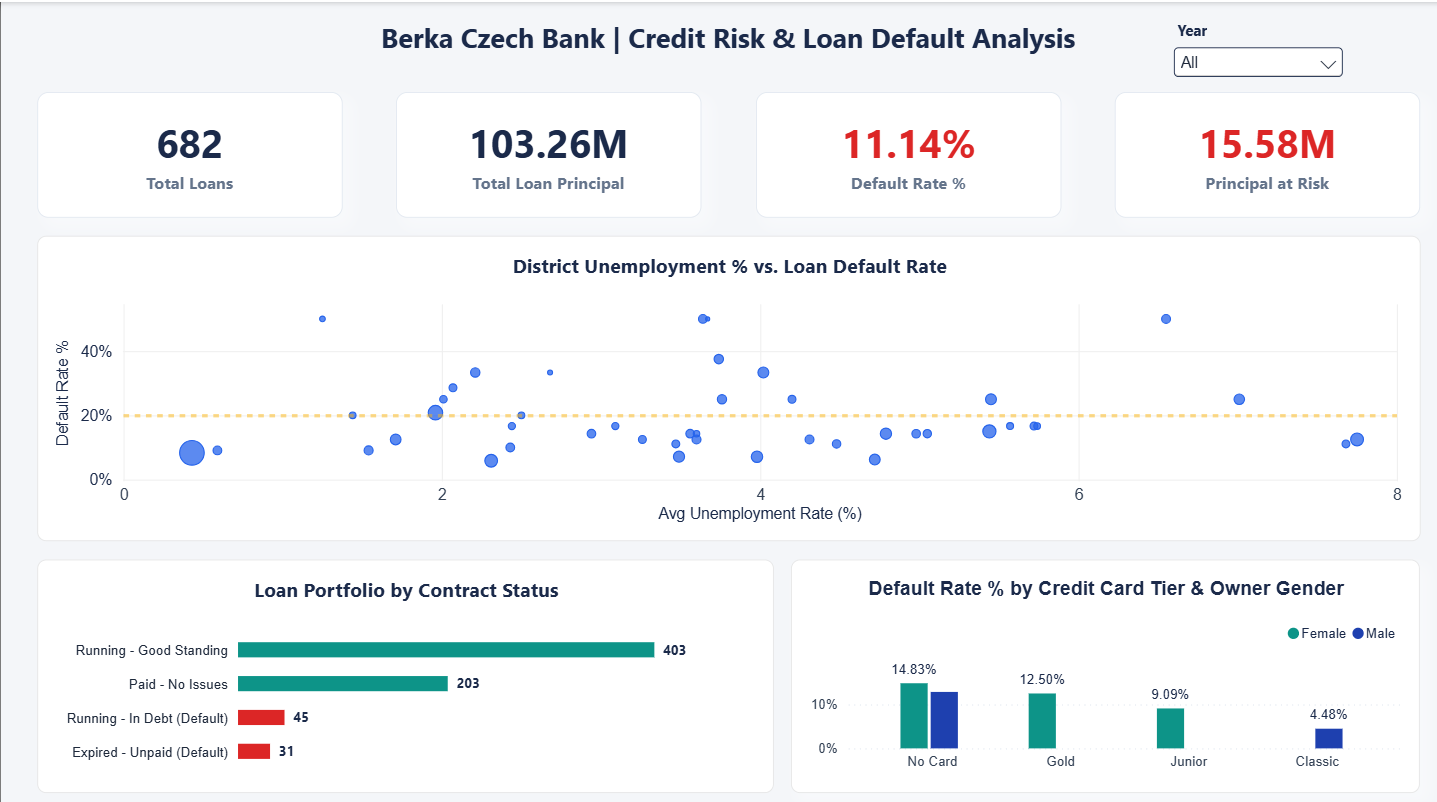 Berka Czech Bank | Credit Risk & Loan Default Analysis
Year
All
682
Total Loans
103.26M
Total Loan Principal
11.14%
Default Rate %
15.58M
Principal at Risk
District Unemployment % vs. Loan Default Rate
Default Rate %
40%
20%
0%
0
2
4
6
8
Avg Unemployment Rate (%)
Loan Portfolio by Contract Status
Running - Good Standing
403
Paid - No Issues
203
Running - In Debt (Default)
45
Expired - Unpaid (Default)
31
Default Rate % by Credit Card Tier & Owner Gender
Female
Male
10%
0%
14.83%
12.50%
9.09%
4.48%
No Card
Gold
Junior
Classic